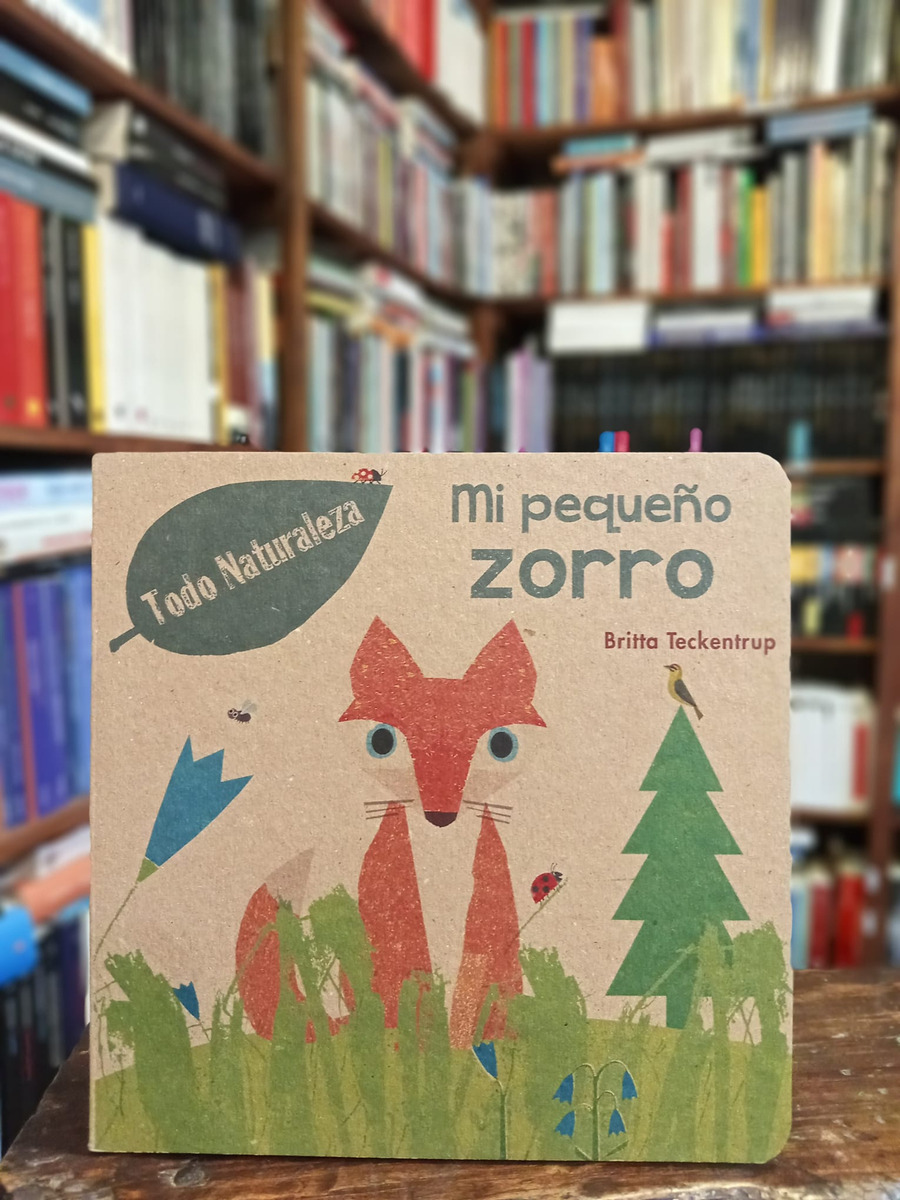 Todo Naturaleza
Mi pequeño
zorro
Britta Teckentrup